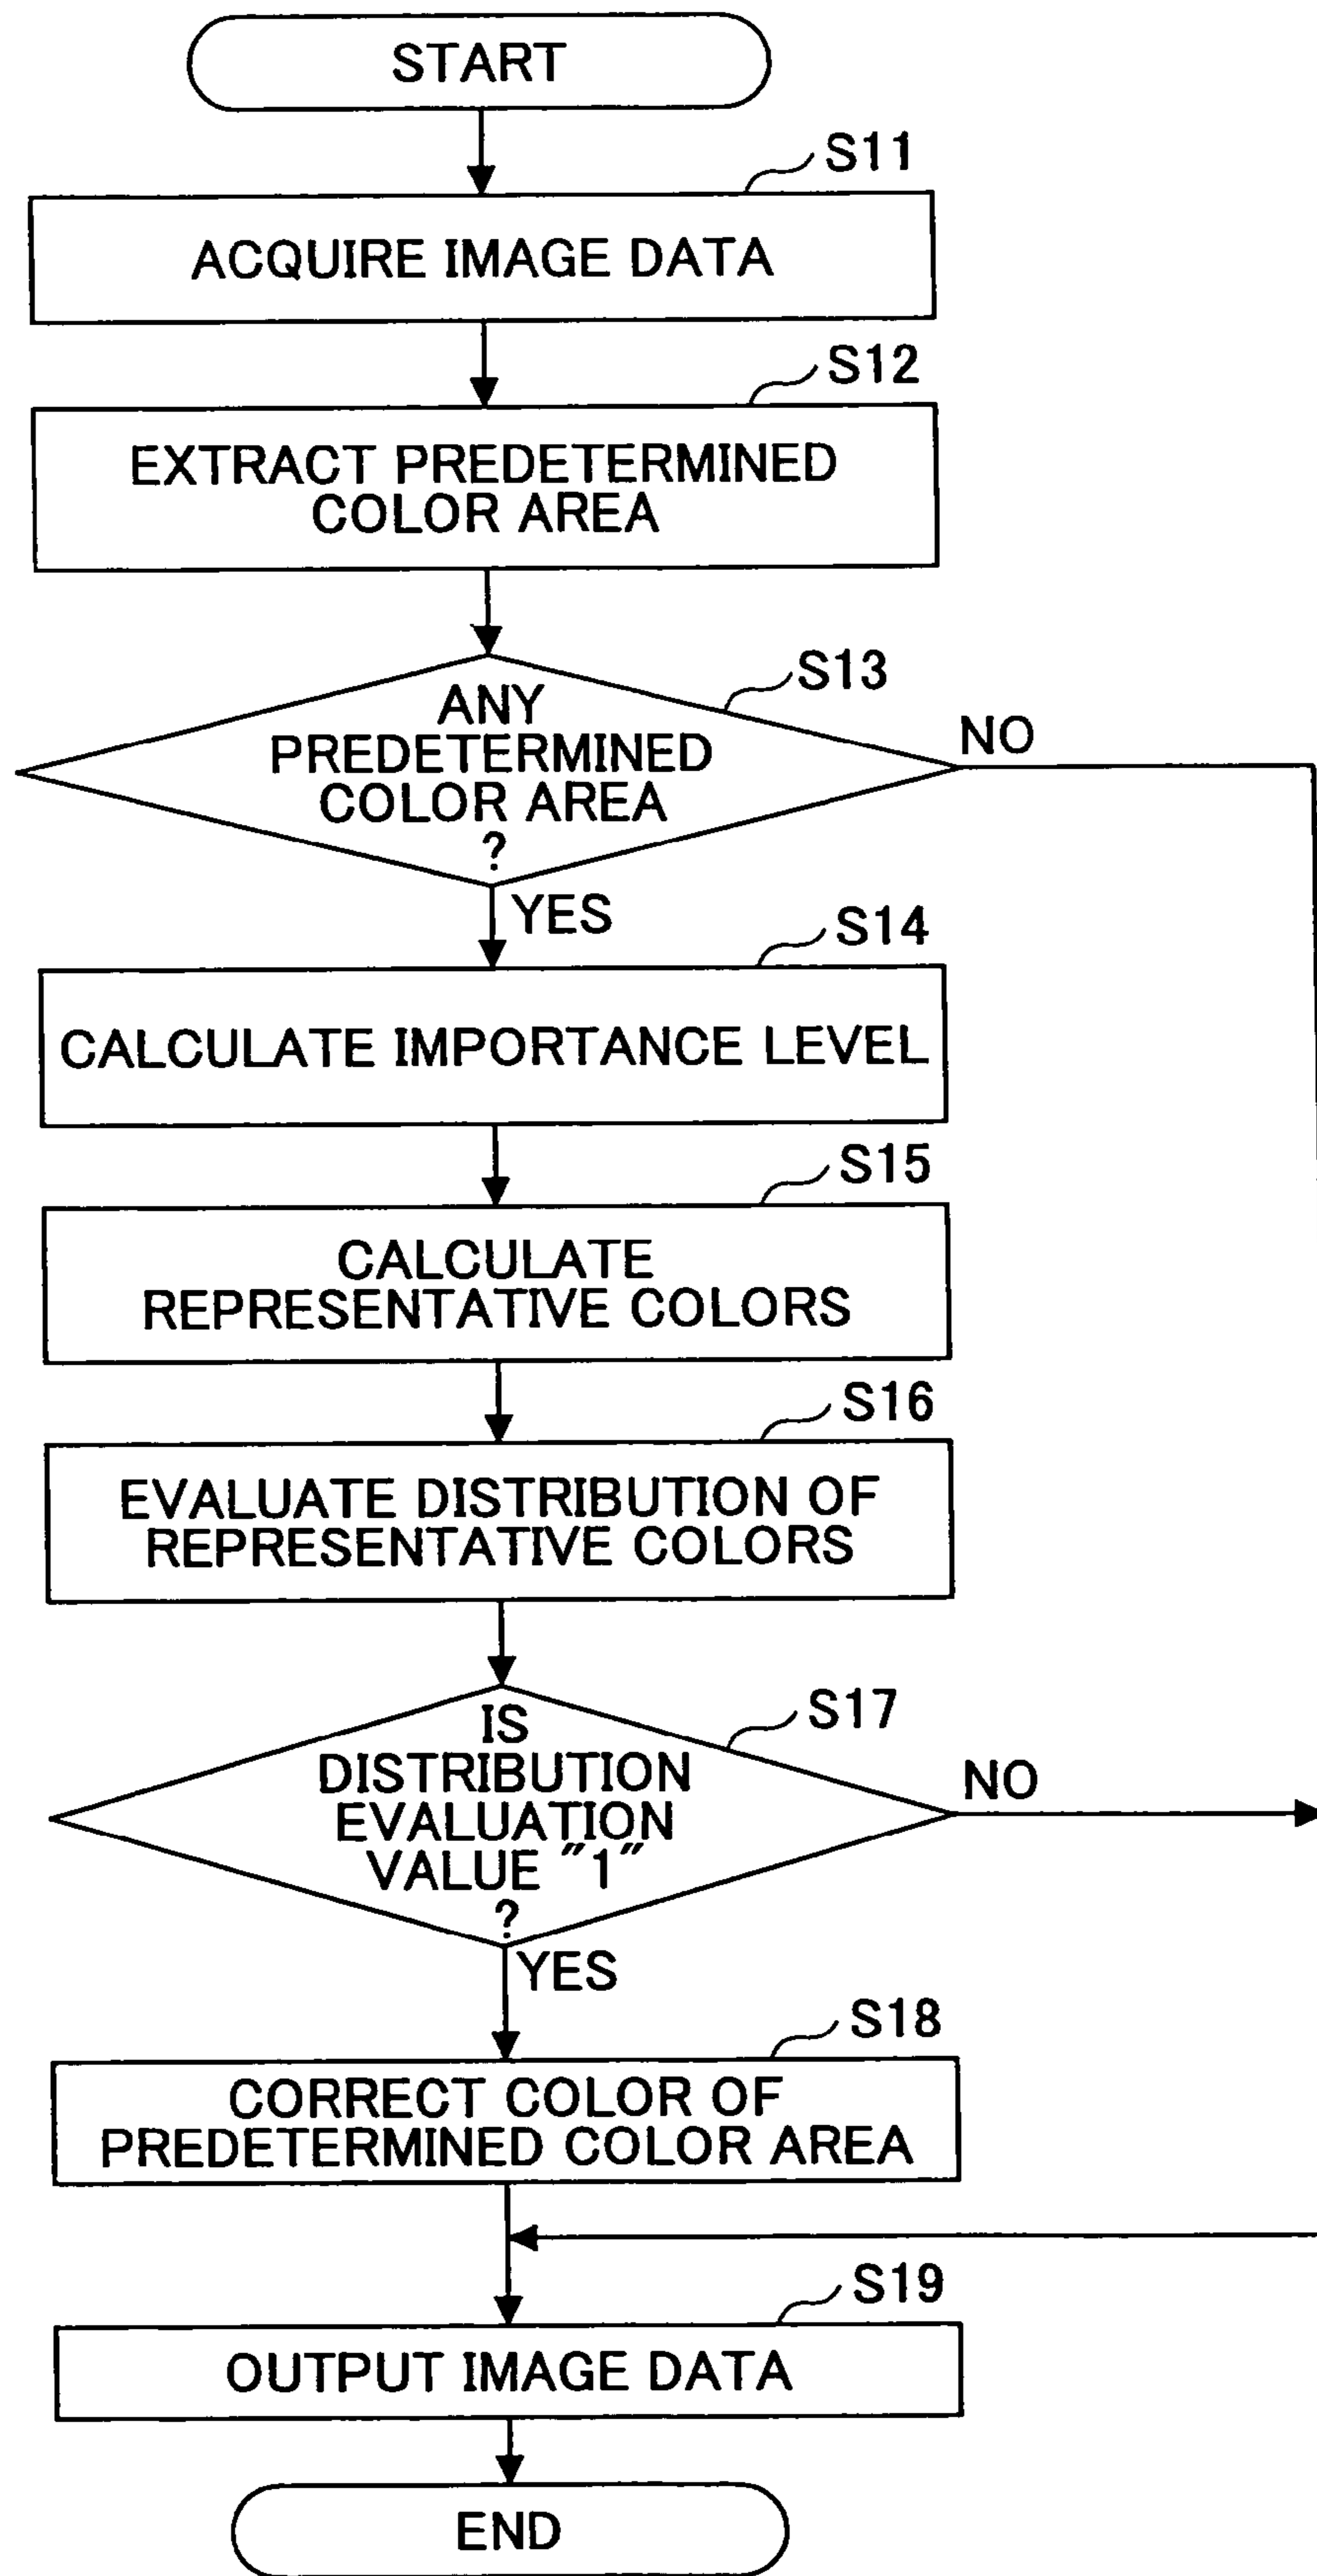 START
S11
ACQUIRE IMAGE DATA
S12
EXTRACT PREDETERMINED
COLOR AREA
S13
ANY
PREDETERMINED
COLOR AREA
?
NO
YES
S14
CALCULATE IMPORTANCE LEVEL
S15
CALCULATE
REPRESENTATIVE COLORS
S16
EVALUATE DISTRIBUTION OF
REPRESENTATIVE COLORS
S17
IS
DISTRIBUTION
EVALUATION
VALUE "1"
?
NO
YES
S18
CORRECT COLOR OF
PREDETERMINED COLOR AREA
S19
OUTPUT IMAGE DATA
END